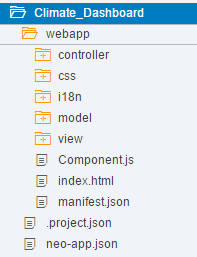 Climate_Dashboard
webapp
controller
css
i18n
model
view
Component.js
index.html
manifest.json
.project.json
neo-app.json